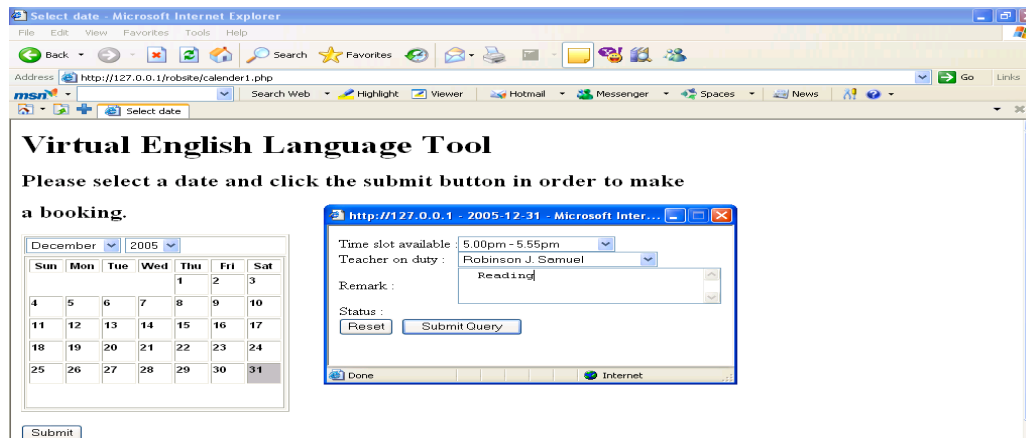 Select date - Microsoft Internet Explorer
File Edit View Favorites Tools Help
Back Search Favorites
Address http://127.0.0.1/robsite/calender1.php Go Links
msn Search Web Highlight Viewer Hotmail Messenger Spaces News
Select date
Virtual English Language Tool
Please select a date and click the submit button in order to make
a booking.
December 2005
Sun Mon Tue Wed Thu Fri Sat
1 2 3
4 5 6 7 8 9 10
11 12 13 14 15 16 17
18 19 20 21 22 23 24
25 26 27 28 29 30 31
Submit
http://127.0.0.1 - 2005-12-31 - Microsoft Inter...
Time slot available : 5.00pm - 5.55pm
Teacher on duty : Robinson J. Samuel
Reading
Remark :
Status :
Reset Submit Query
Done Internet